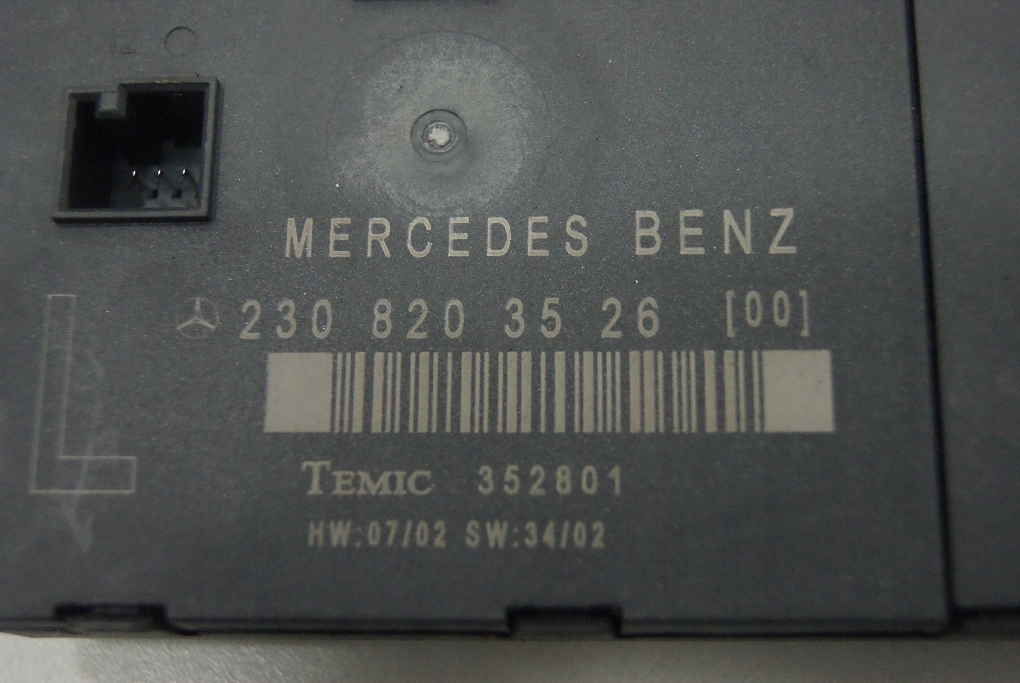 MERCEDES BENZ
230 820 35 26 [00]
L
TEMIC 352801
HW:07/02 SW:34/02